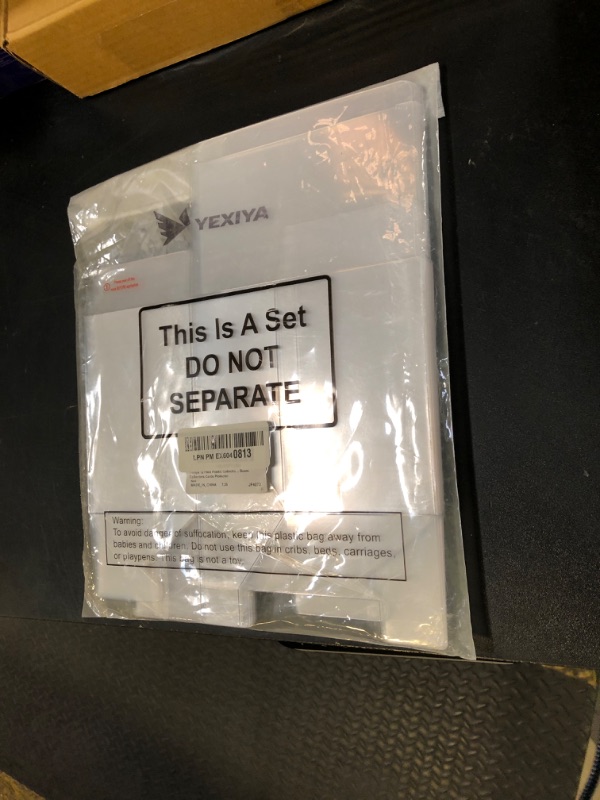 YEXIYA
This Is A Set
DO NOT
SEPARATE
LPN PM 0813
Warning:
To avoid danger of suffocation, keep this plastic bag away from
babies and children. Do not use this bag in cribs, beds, carriages,
or playpens. This bag is not a toy.